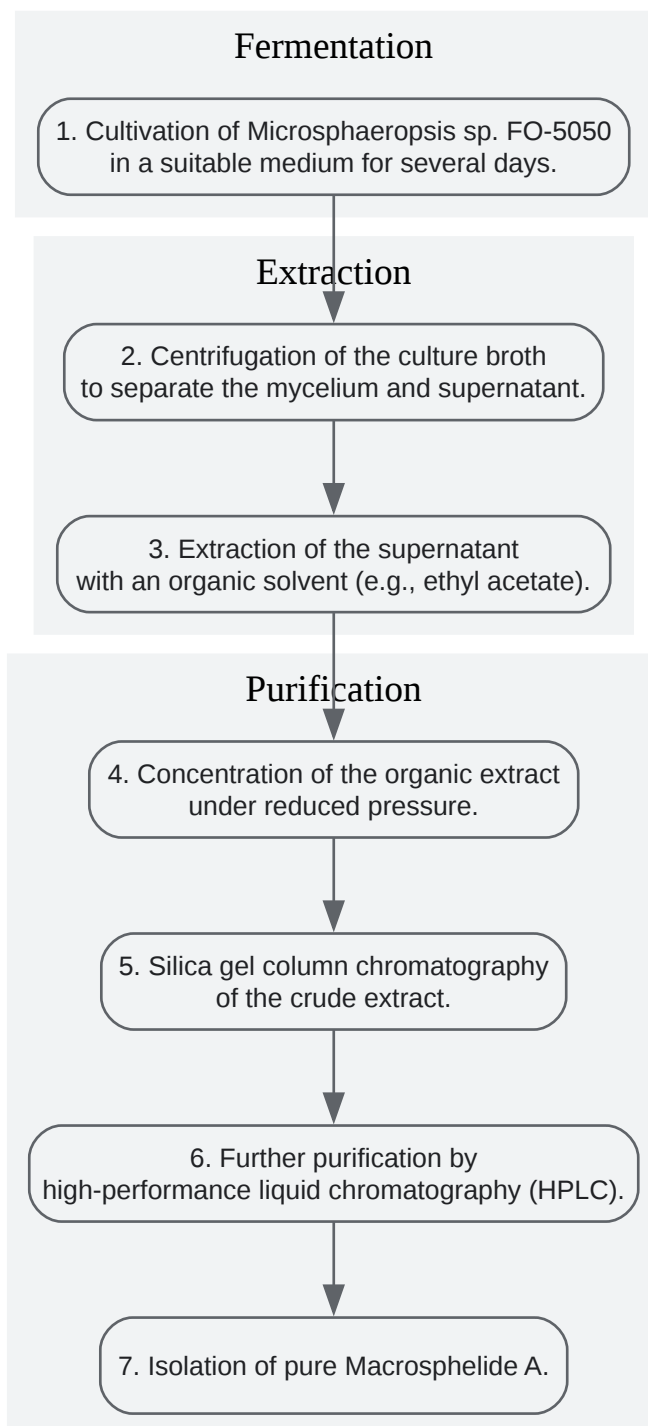 Fermentation
1. Cultivation of Microsphaeropsis sp. FO-5050
in a suitable medium for several days.
Extraction
2. Centrifugation of the culture broth
to separate the mycelium and supernatant.
3. Extraction of the supernatant
with an organic solvent (e.g., ethyl acetate).
Purification
4. Concentration of the organic extract
under reduced pressure.
5. Silica gel column chromatography
of the crude extract.
6. Further purification by
high-performance liquid chromatography (HPLC).
7. Isolation of pure Macrosphelide A.